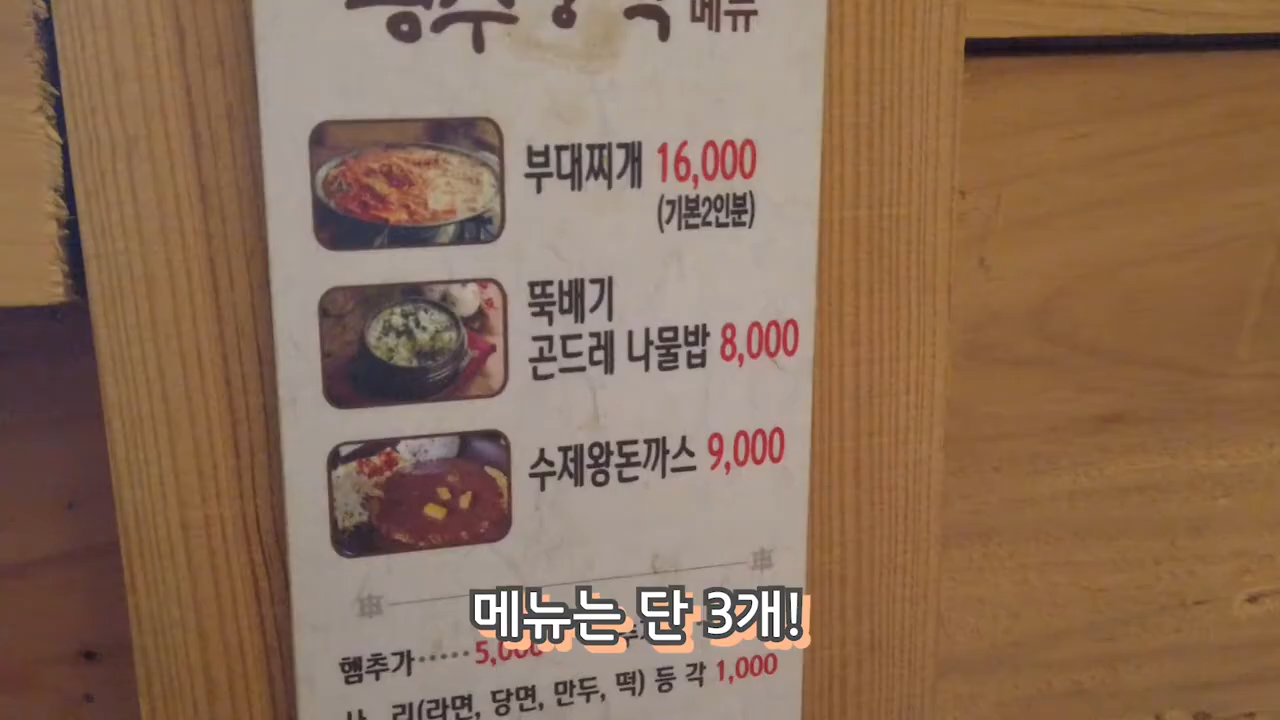 메뉴
부대찌개 16,000
(기본2인분)
뚝배기
곤드레 나물밥 8,000
수제왕돈까스 9,000
메뉴는 단 3개!
햄추가·····5,000
리(라면, 당면, 만두, 떡) 등 각 1,000